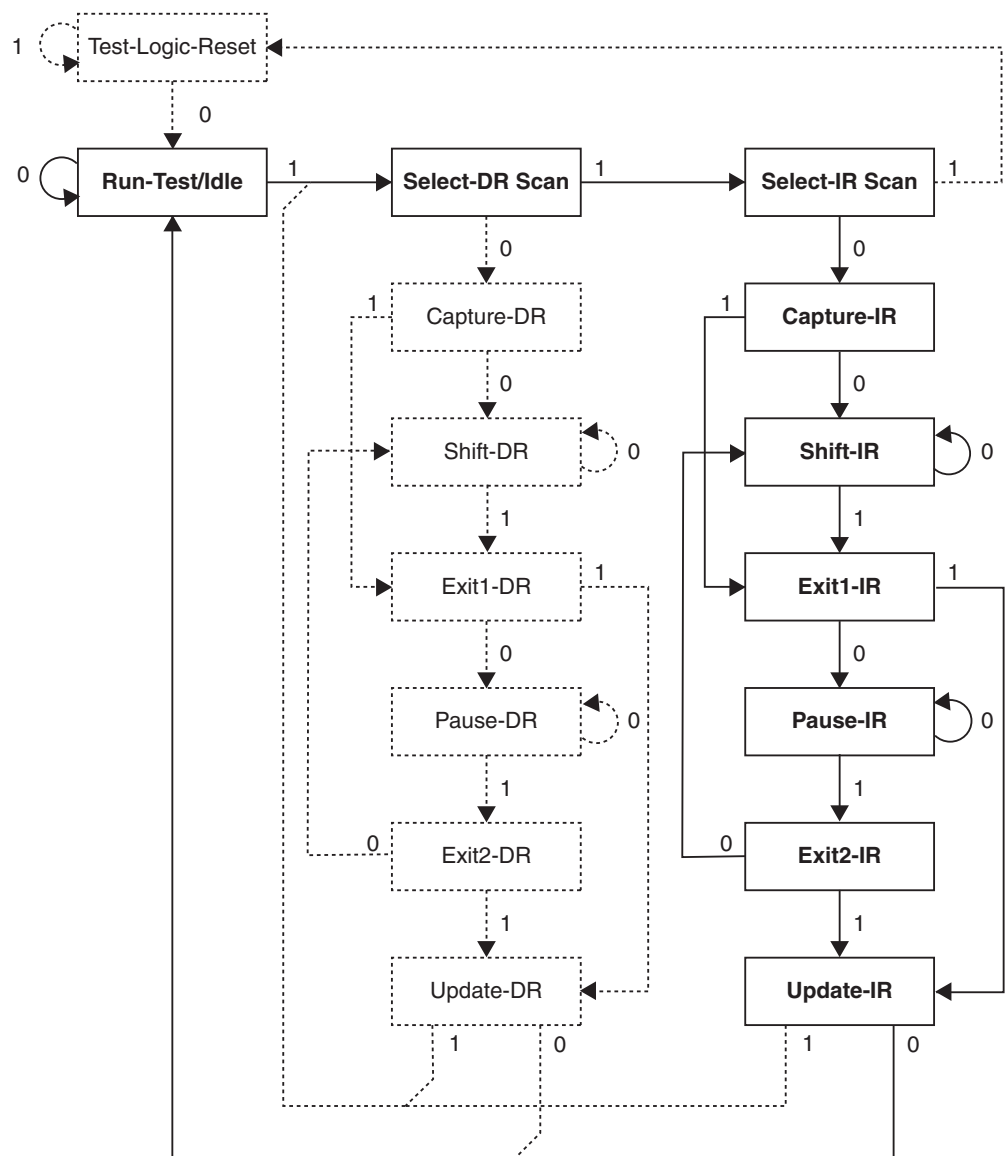 1 Test-Logic-Reset
0
0 Run-Test/Idle 1 Select-DR Scan 1 Select-IR Scan 1
0 0
1 Capture-DR 1 Capture-IR
0 0
Shift-DR 0 Shift-IR 0
1 1
Exit1-DR 1 Exit1-IR 1
0 0
Pause-DR 0 Pause-IR 0
1 1
0 Exit2-DR 0 Exit2-IR
1 1
Update-DR Update-IR
1 0 1 0